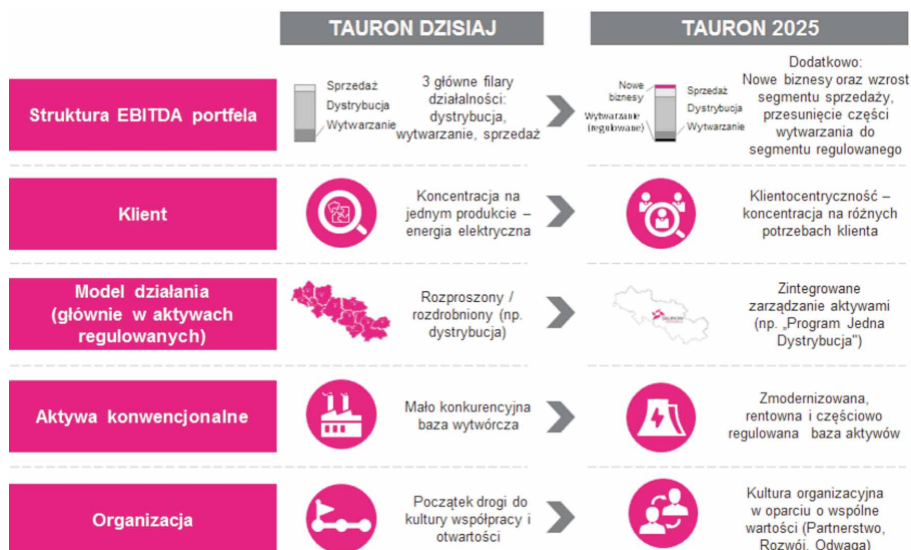 TAURON DZISIAJ
TAURON 2025
Struktura EBITDA portfela
Sprzedaż
Dystrybucja
Wytwarzanie
3 główne filary
działalności:
dystrybucja,
wytwarzanie, sprzedaż
Nowe
biznesy
Wytwarzanie
(regulowane)
Sprzedaż
Dystrybucja
Wytwarzanie
Dodatkowo:
Nowe biznesy oraz wzrost
segmentu sprzedaży,
przesunięcie części
wytwarzania do
segmentu regulowanego
Klient
Koncentracja na
jednym produkcie –
energia elektryczna
Klientocentryczność –
koncentracja na różnych
potrzebach klienta
Model działania
(głównie w aktywach
regulowanych)
Rozproszony /
rozdrobniony (np.
dystrybucja)
TAURON
Zintegrowane
zarządzanie aktywami
(np. „Program Jedna
Dystrybucja")
Aktywa konwencjonalne
Mało konkurencyjna
baza wytwórcza
Zmodernizowana,
rentowna i częściowo
regulowana baza aktywów
Organizacja
Początek drogi do
kultury współpracy i
otwartości
Kultura organizacyjna
w oparciu o wspólne
wartości (Partnerstwo,
Rozwój, Odwaga)